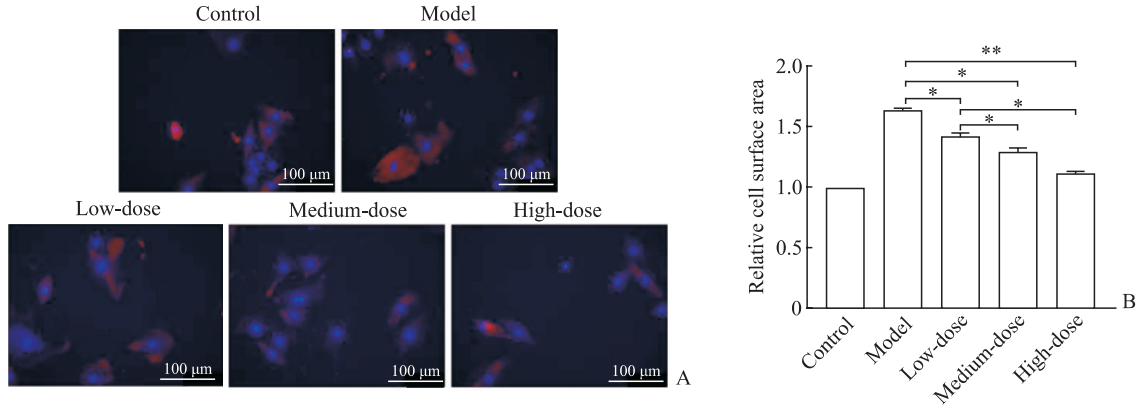 Control
Model
100 μm
100 μm
Low-dose
Medium-dose
High-dose
100 μm
100 μm
100 μm
A
Relative cell surface area
2.0
1.5
1.0
0.5
0
**
*
*
*
*
Control
Model
Low-dose
Medium-dose
High-dose
B